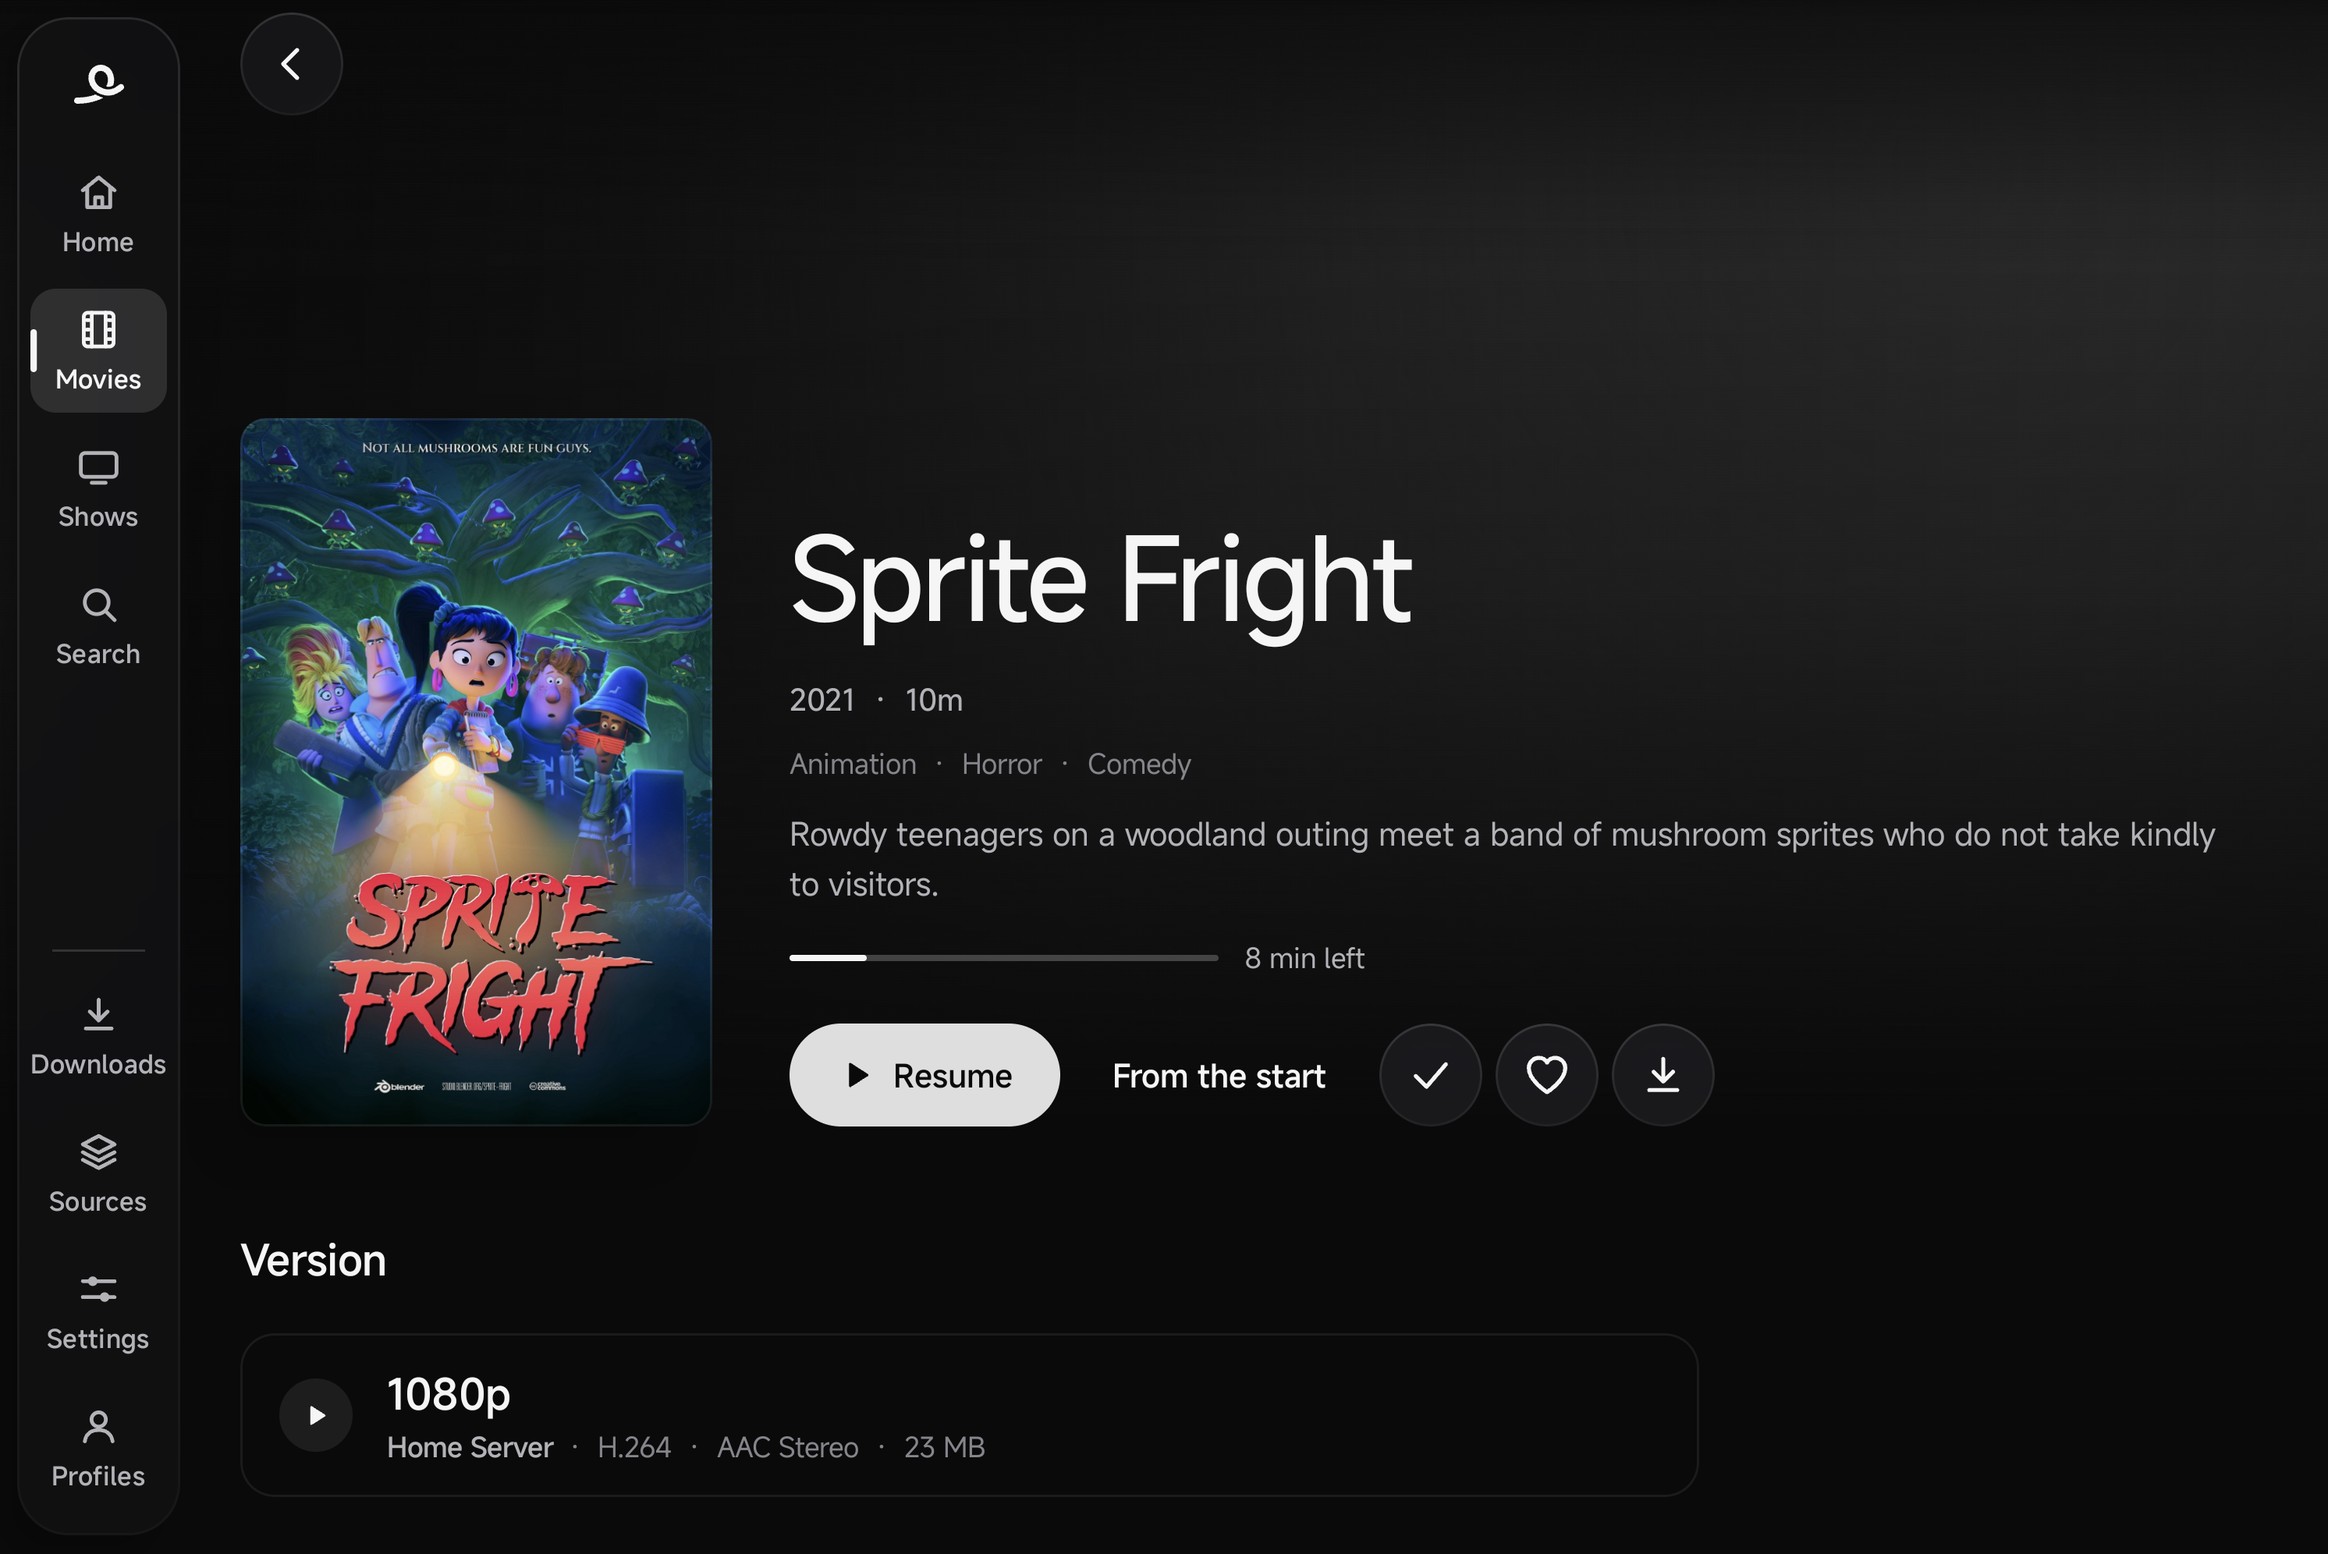 Home
Movies
Shows
Search
Downloads
Sources
Settings
Profiles
NOT ALL MUSHROOMS ARE FUN GUYS.
SPRITE
FRIGHT
blender
creative commons
Sprite Fright
2021 · 10m
Animation · Horror · Comedy
Rowdy teenagers on a woodland outing meet a band of mushroom sprites who do not take kindly
to visitors.
8 min left
Resume
From the start
Version
1080p
Home Server · H.264 · AAC Stereo · 23 MB